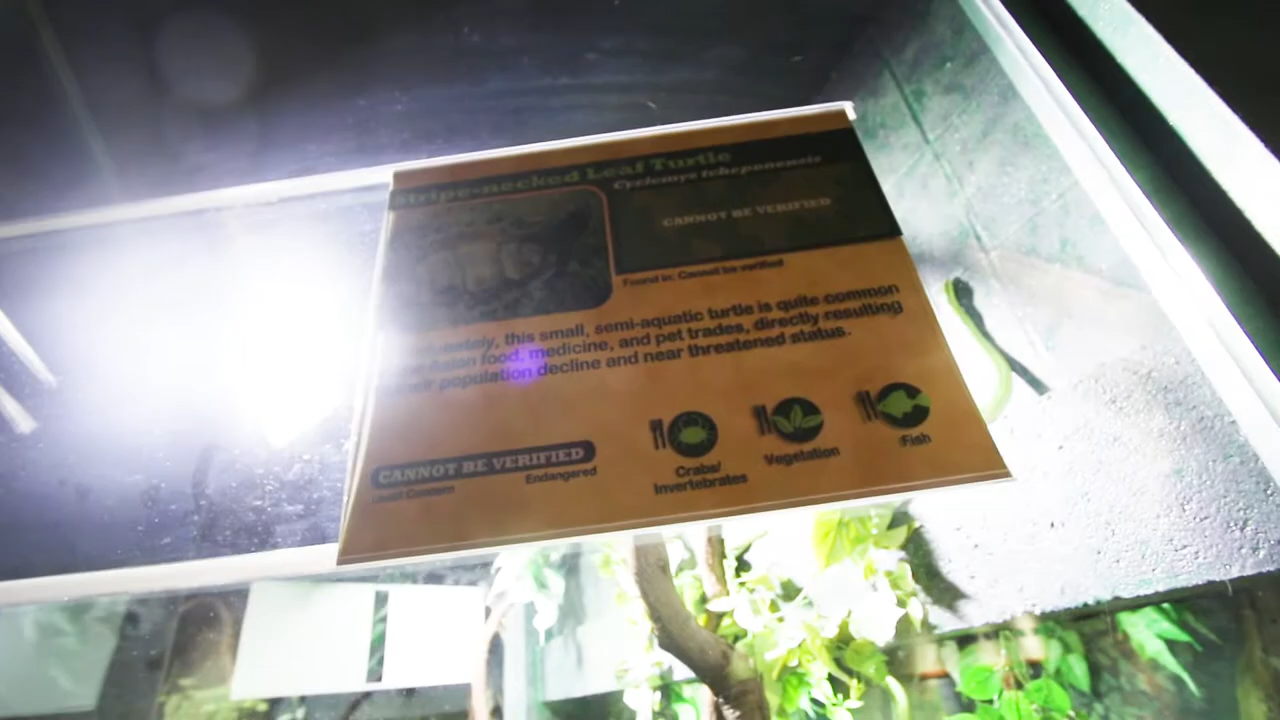 Stripe-necked Leaf Turtle
Cyclemys tcheponensis
CANNOT BE VERIFIED
Found in: Cannot be verified
this small, semi-aquatic turtle is quite common
Asian food, medicine, and pet trades, directly resulting
population decline and near threatened status.
CANNOT BE VERIFIED
Least Concern
Endangered
Crabs/
Invertebrates
Vegetation
Fish